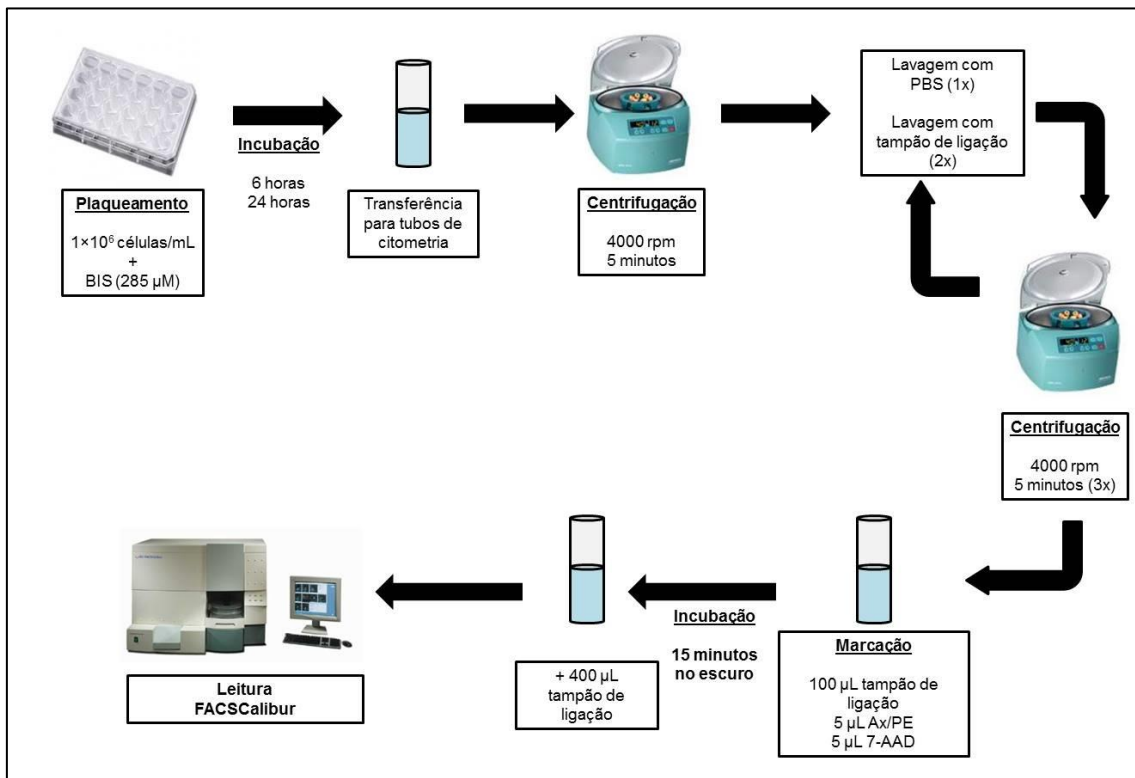 Plaqueamento
1×10⁶ células/mL
+
BIS (285 µM)
Incubação
6 horas
24 horas
Transferência
para tubos de
citometria
Centrifugação
4000 rpm
5 minutos
Lavagem com
PBS (1x)
Lavagem com
tampão de ligação
(2x)
Centrifugação
4000 rpm
5 minutos (3x)
Marcação
100 µL tampão de
ligação
5 µL Ax/PE
5 µL 7-AAD
Incubação
15 minutos
no escuro
+ 400 µL
tampão de
ligação
Leitura
FACSCalibur